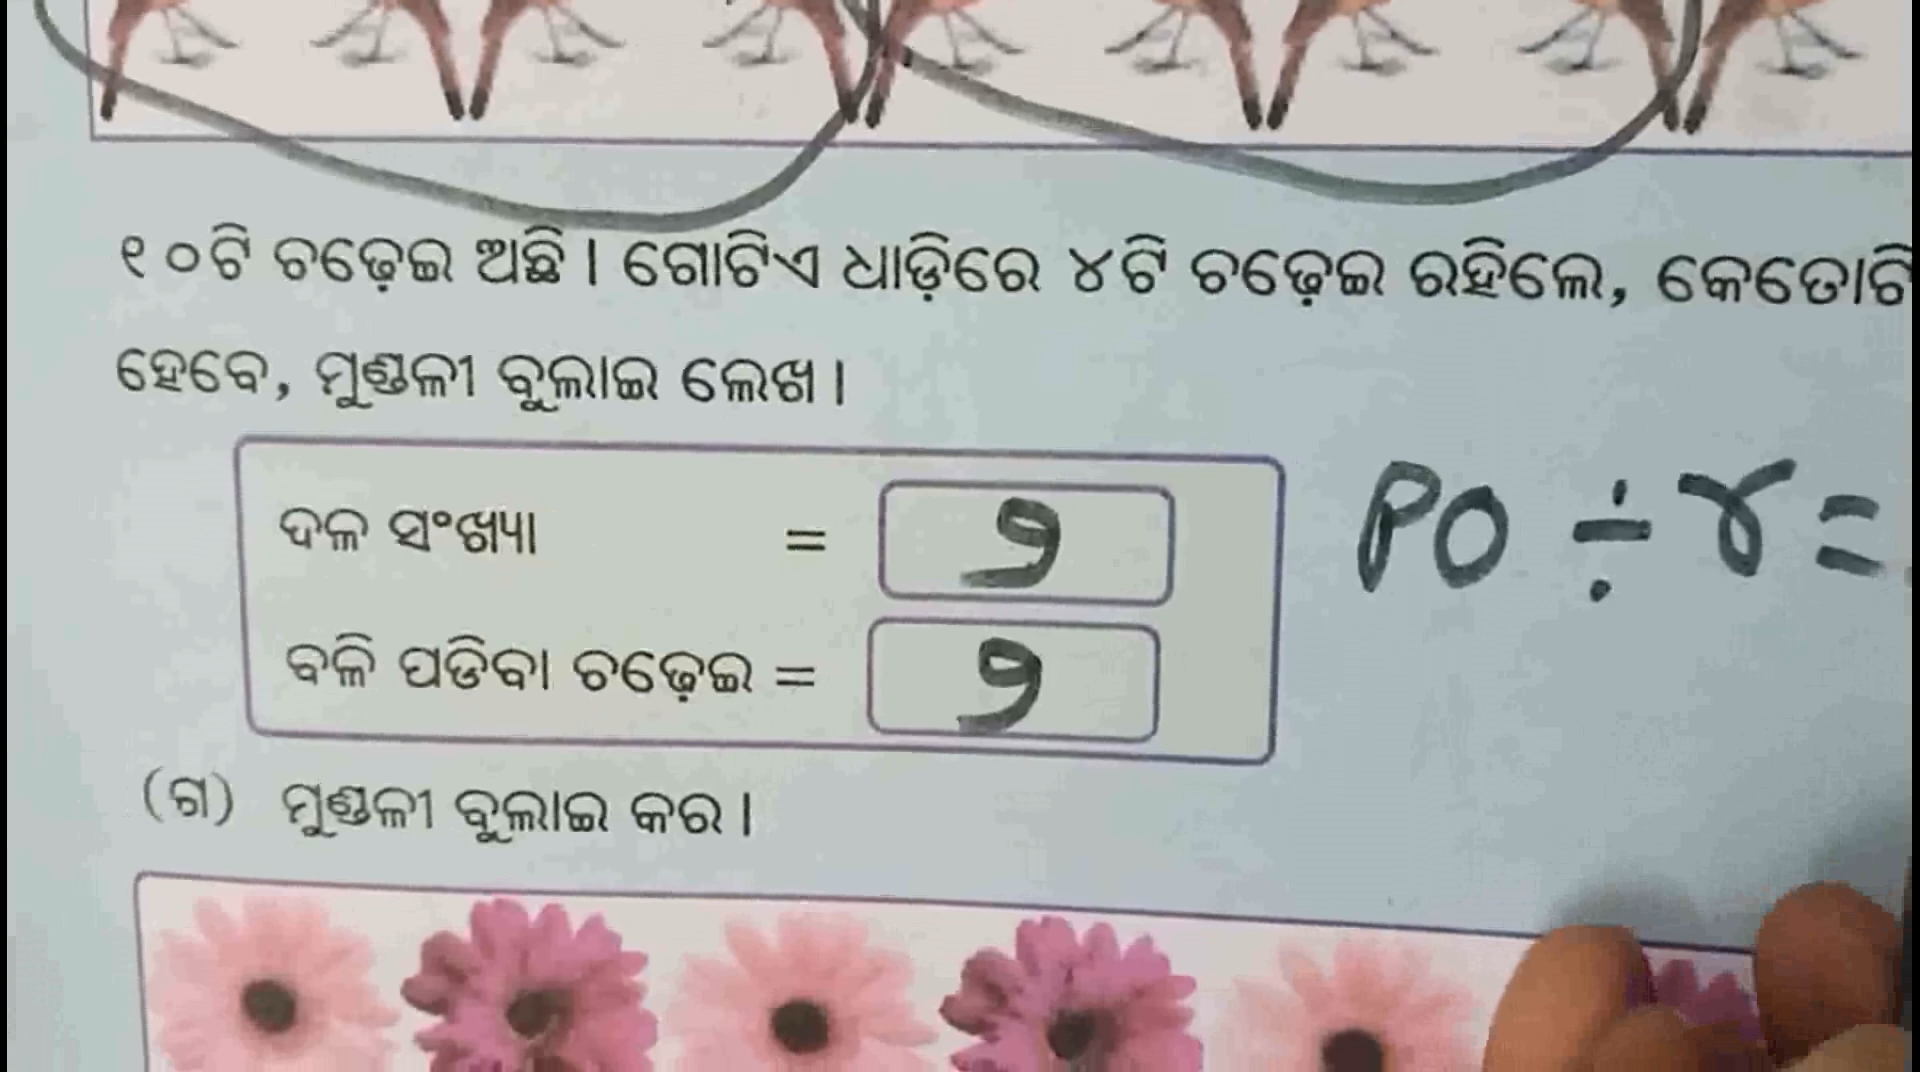 ୧୦ଟି ଚଢ଼େଇ ଅଛି । ଗୋଟିଏ ଧାଡ଼ିରେ ୪ଟି ଚଢ଼େଇ ରହିଲେ, କେତୋଟି
ହେବେ, ମୁଣ୍ଡଳୀ ବୁଲାଇ ଲେଖ ।
ଦଳ ସଂଖ୍ୟା = ୨
୧୦ ÷ ୪ =
ବଳି ପଡିବା ଚଢ଼େଇ = ୨
(ଗ) ମୁଣ୍ଡଳୀ ବୁଲାଇ କର ।